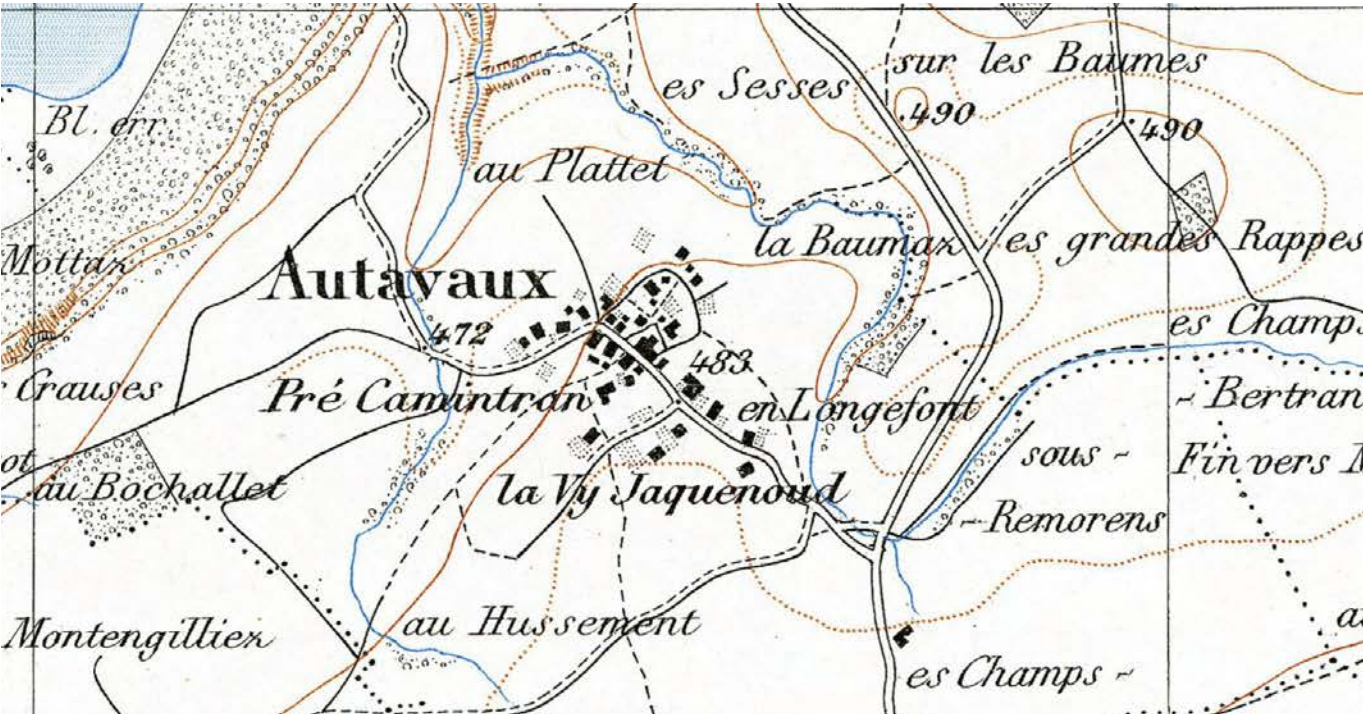 sur les Baumes
es Sesses
.490
Bl. err.
.490
au Plattet
la Baumaz
es grandes Rappes
Mottaz
Autavaux
472
es Champs
483
Crauses
Pré Camintran
en Longefont
- Bertran
sous -
Fin vers
au Bochallet
la Vy Jaquenoud
- Remorens
Montengilliez
au Hussement
es Champs -